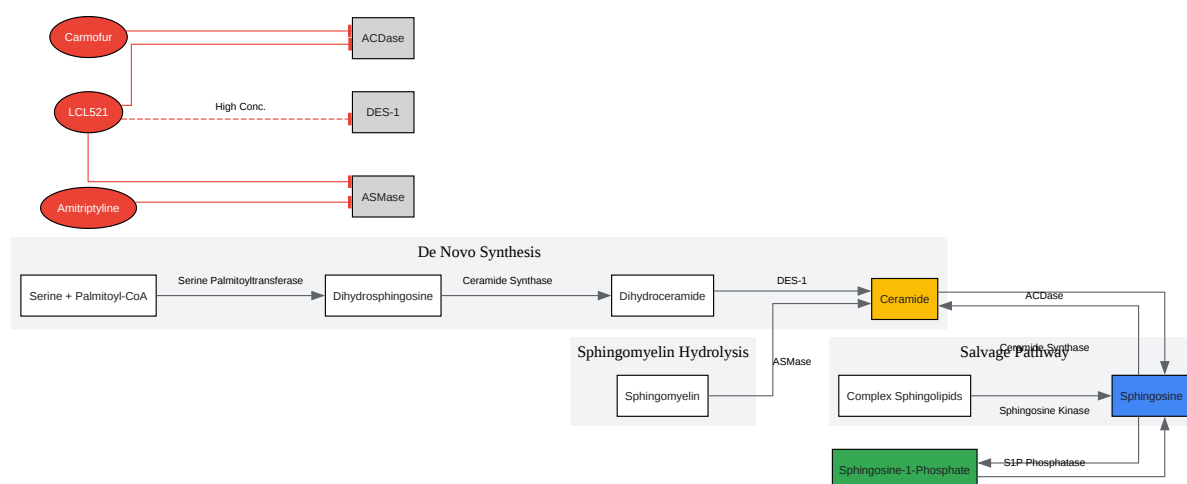 Carmofur
ACDase
LCL521
High Conc.
DES-1
Amitriptyline
ASMase
De Novo Synthesis
Serine + Palmitoyl-CoA
Serine Palmitoyltransferase
Dihydrosphingosine
Ceramide Synthase
Dihydroceramide
DES-1
Ceramide
ACDase
Sphingomyelin Hydrolysis
Sphingomyelin
ASMase
Salvage Pathway
Ceramide Synthase
Complex Sphingolipids
Sphingosine Kinase
Sphingosine
Sphingosine-1-Phosphate
S1P Phosphatase